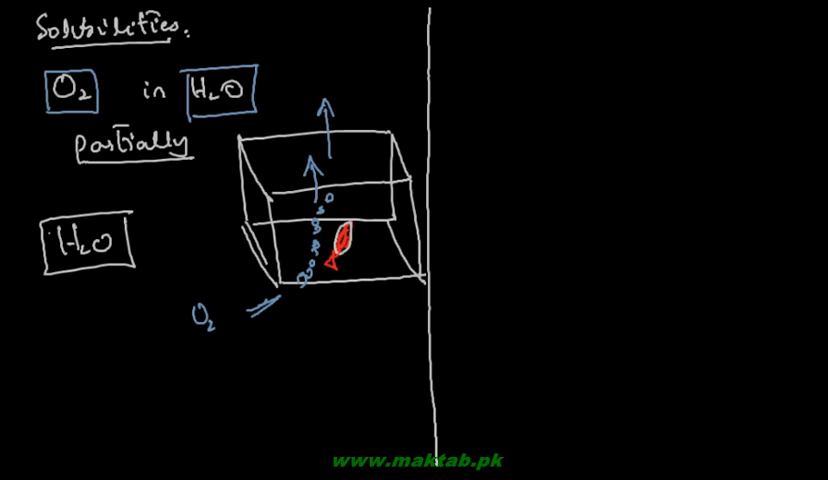 Solubilities.
O₂ in H₂O
Partially
H₂O
O₂
www.maktab.pk